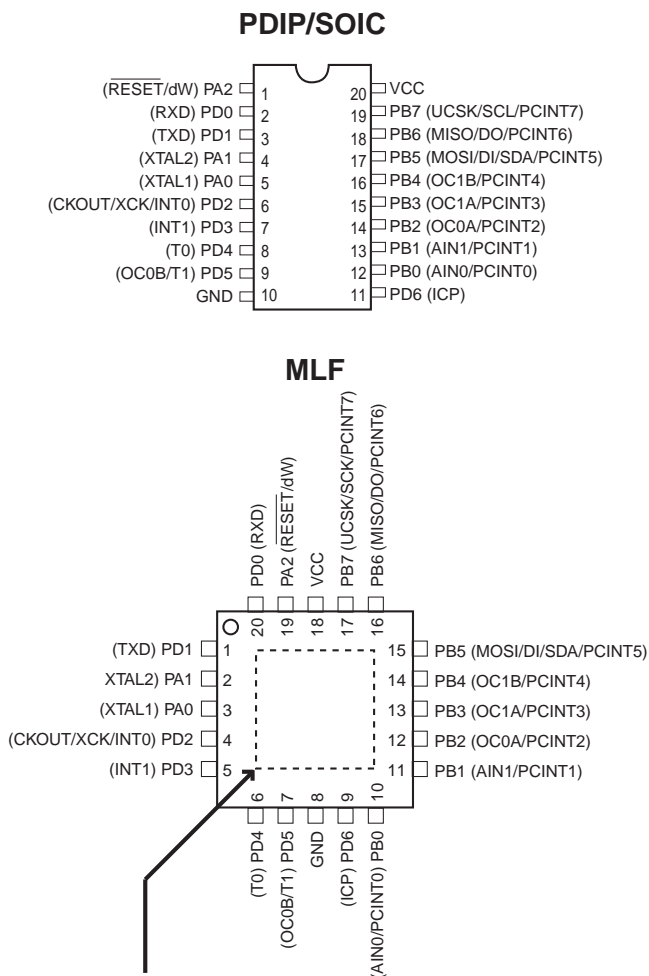 PDIP/SOIC
(RESET/dW) PA2 1
(RXD) PD0 2
(TXD) PD1 3
(XTAL2) PA1 4
(XTAL1) PA0 5
(CKOUT/XCK/INT0) PD2 6
(INT1) PD3 7
(T0) PD4 8
(OC0B/T1) PD5 9
GND 10
20 VCC
19 PB7 (UCSK/SCL/PCINT7)
18 PB6 (MISO/DO/PCINT6)
17 PB5 (MOSI/DI/SDA/PCINT5)
16 PB4 (OC1B/PCINT4)
15 PB3 (OC1A/PCINT3)
14 PB2 (OC0A/PCINT2)
13 PB1 (AIN1/PCINT1)
12 PB0 (AIN0/PCINT0)
11 PD6 (ICP)
MLF
PD0 (RXD)
PA2 (RESET/dW)
VCC
PB7 (UCSK/SCK/PCINT7)
PB6 (MISO/DO/PCINT6)
20
19
18
17
16
(TXD) PD1 1
XTAL2) PA1 2
(XTAL1) PA0 3
(CKOUT/XCK/INT0) PD2 4
(INT1) PD3 5
15 PB5 (MOSI/DI/SDA/PCINT5)
14 PB4 (OC1B/PCINT4)
13 PB3 (OC1A/PCINT3)
12 PB2 (OC0A/PCINT2)
11 PB1 (AIN1/PCINT1)
6
7
8
9
10
(T0) PD4
(OC0B/T1) PD5
GND
(ICP) PD6
(AIN0/PCINT0) PB0